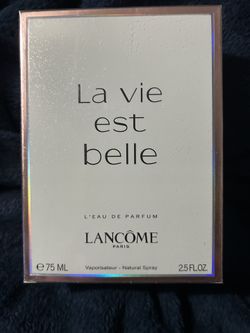 La vie
est
belle
L'EAU DE PARFUM
LANCÔME
PARIS
℮ 75 ML Vaporisateur - Natural Spray 2.5 FL.OZ.